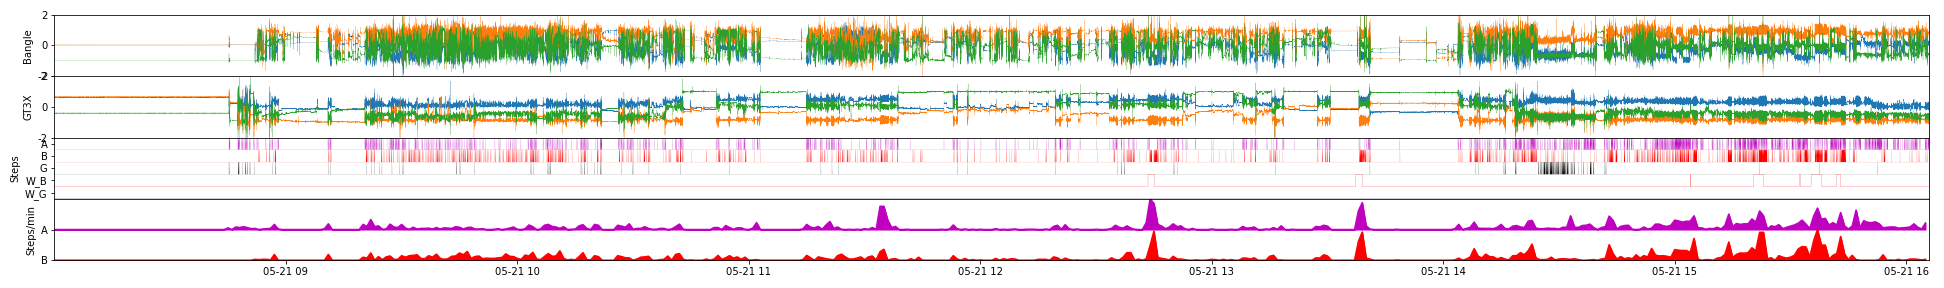 2
0
Bangle
-2
2
0
GT3X
-2
A
B
G
W_B
W_G
Steps
A
B
Steps/min
05-21 09
05-21 10
05-21 11
05-21 12
05-21 13
05-21 14
05-21 15
05-21 16